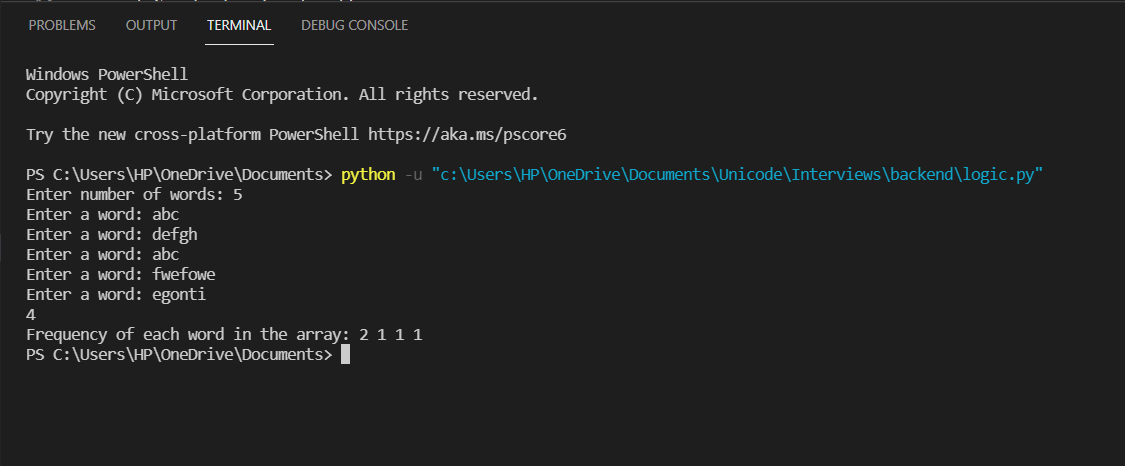 PROBLEMS OUTPUT TERMINAL DEBUG CONSOLE
Windows PowerShell
Copyright (C) Microsoft Corporation. All rights reserved.
Try the new cross-platform PowerShell https://aka.ms/pscore6
PS C:\Users\HP\OneDrive\Documents> python -u "c:\Users\HP\OneDrive\Documents\Unicode\Interviews\backend\logic.py"
Enter number of words: 5
Enter a word: abc
Enter a word: defgh
Enter a word: abc
Enter a word: fwefowe
Enter a word: egonti
4
Frequency of each word in the array: 2 1 1 1
PS C:\Users\HP\OneDrive\Documents>